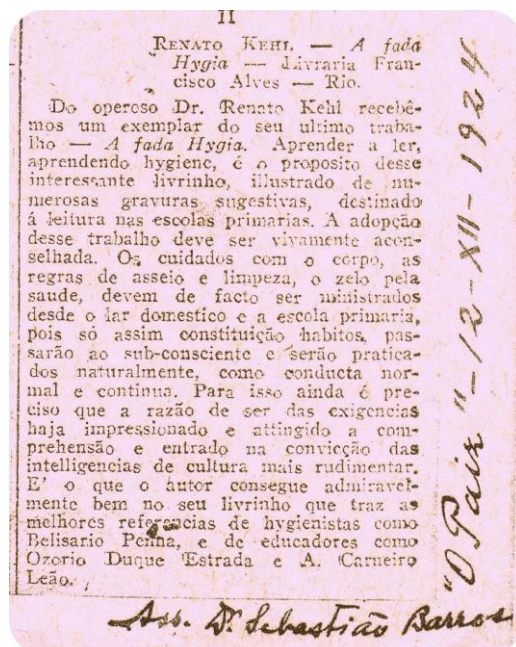 II
RENATO KEHL. — A fada
Hygia — Livraria Fran-
cisco Alves — Rio.
Do operoso Dr. Renato Kehl recebê-
mos um exemplar do seu ultimo traba-
lho — A fada Hygia. Aprender a ler,
aprendendo hygiene, é o proposito desse
interessante livrinho, illustrado de nu-
merosas gravuras sugestivas, destinado
á leitura nas escolas primarias. A adopção
desse trabalho deve ser vivamente acon-
selhada. Os cuidados com o corpo, as
regras de asseio e limpeza, o zelo pela
saude, devem de facto ser ministrados
desde o lar domestico e a escola primaria,
pois só assim constituição habitos, pas-
sarão ao sub-consciente e serão pratica-
dos naturalmente, como conducta nor-
mal e continua. Para isso ainda é pre-
ciso que a razão de ser das exigencias
haja impressionado e attingido a com-
prehensão e entrado na convicção das
intelligencias de cultura mais rudimentar.
E' o que o autor consegue admiravel-
mente bem no seu livrinho que traz as
melhores referencias de hygienistas como
Belisario Penna, e de educadores como
Ozorio Duque Estrada e A. Carneiro
Leão.
"O Paiz" - 12 - XII - 1924
Ass. Dr. Sebastião Barros